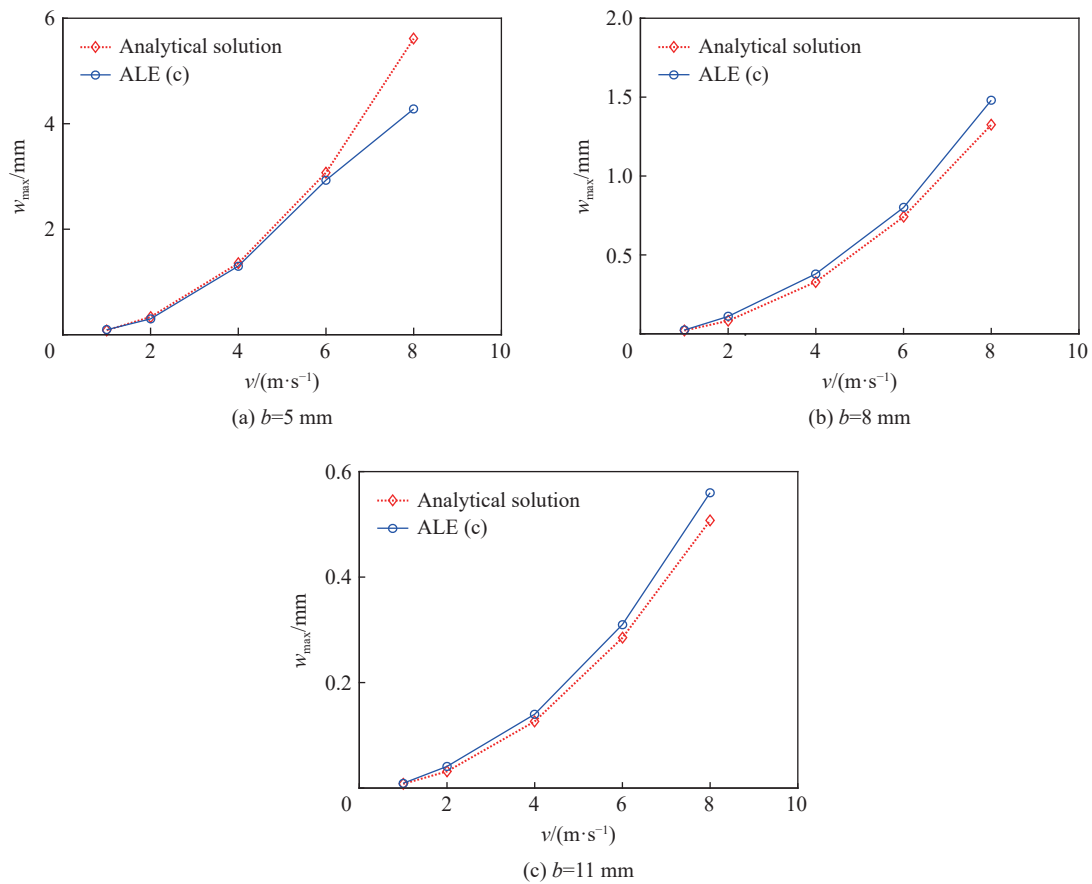 6
4
2
0
2
4
6
8
10
w_max/mm
v/(m·s⁻¹)
Analytical solution
ALE (c)
(a) b=5 mm
2.0
1.5
1.0
0.5
0
2
4
6
8
10
w_max/mm
v/(m·s⁻¹)
Analytical solution
ALE (c)
(b) b=8 mm
0.6
0.4
0.2
0
2
4
6
8
10
w_max/mm
v/(m·s⁻¹)
Analytical solution
ALE (c)
(c) b=11 mm